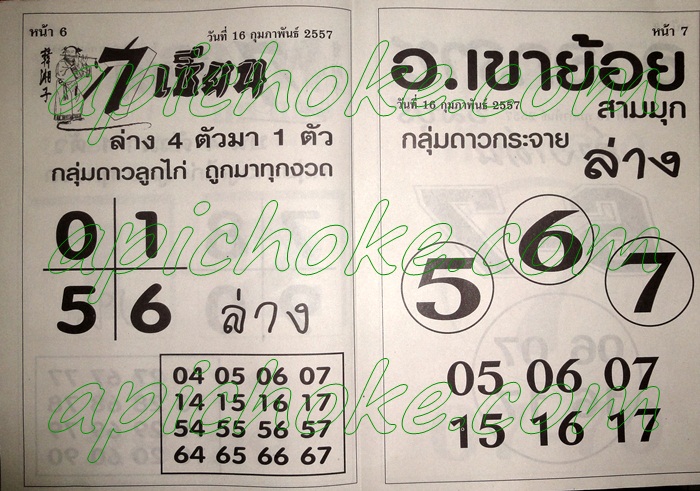 หน้า 6
วันที่ 16 กุมภาพันธ์ 2557
韓湘子
7 เซียน
ล่าง 4 ตัวมา 1 ตัว
กลุ่มดาวลูกไก่ ถูกมาทุกงวด
0 1
5 6
ล่าง
04 05 06 07
14 15 16 17
54 55 56 57
64 65 66 67
หน้า 7
อ.เขาย้อย
วันที่ 16 กุมภาพันธ์ 2557
สามมุก
กลุ่มดาวกระจาย
ล่าง
5 6 7
05 06 07
15 16 17
apichoke.com
apichoke.com
apichoke.com